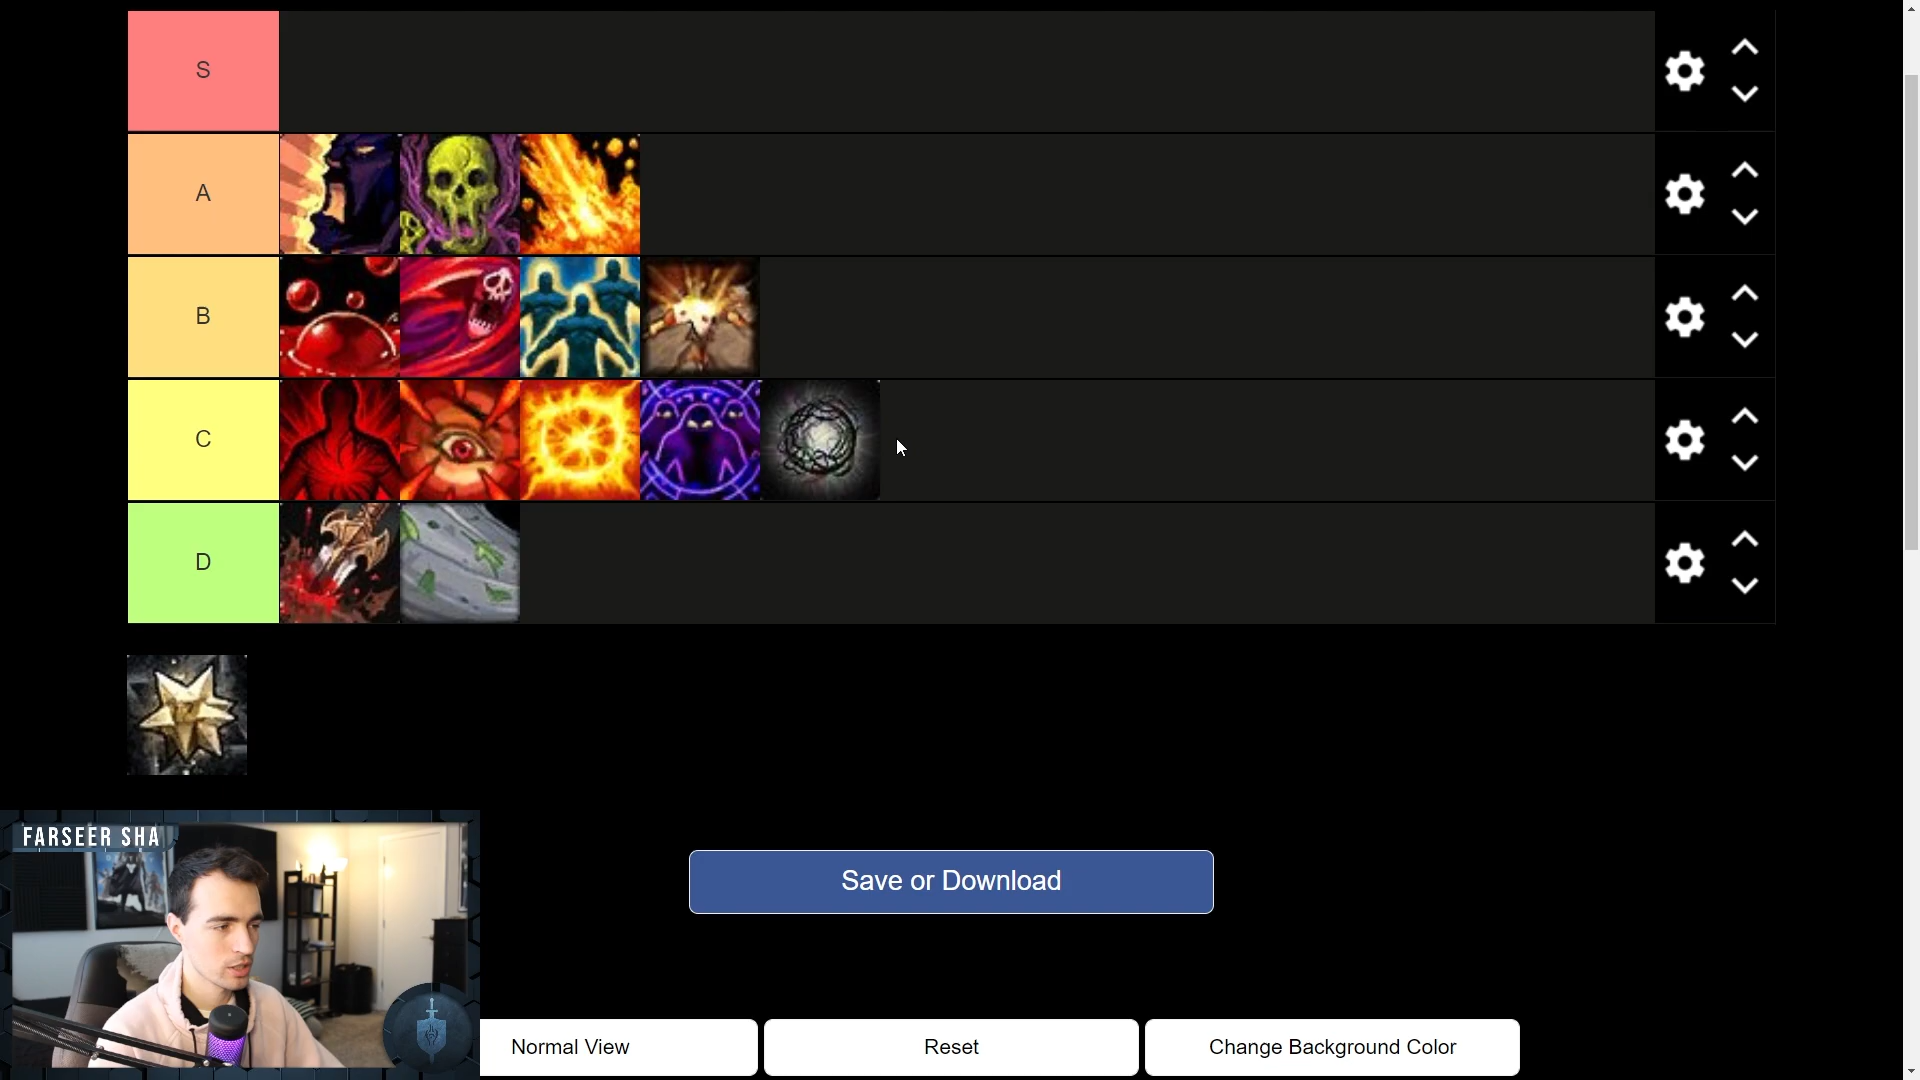 S
A
B
C
D
FARSEER SHA
Save or Download
Normal View
Reset
Change Background Color